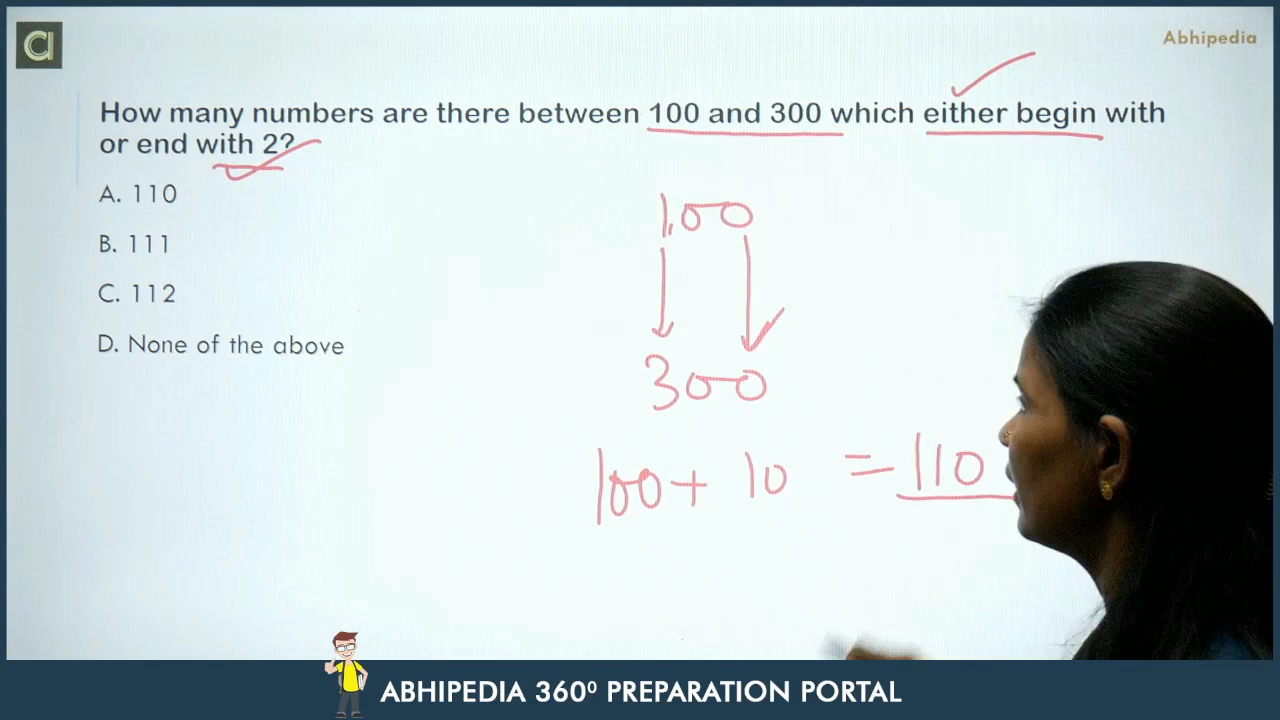 a
Abhipedia
How many numbers are there between 100 and 300 which either begin with
or end with 2?
A. 110
B. 111
C. 112
D. None of the above
100
300
100 + 10 = 110
ABHIPEDIA 360⁰ PREPARATION PORTAL